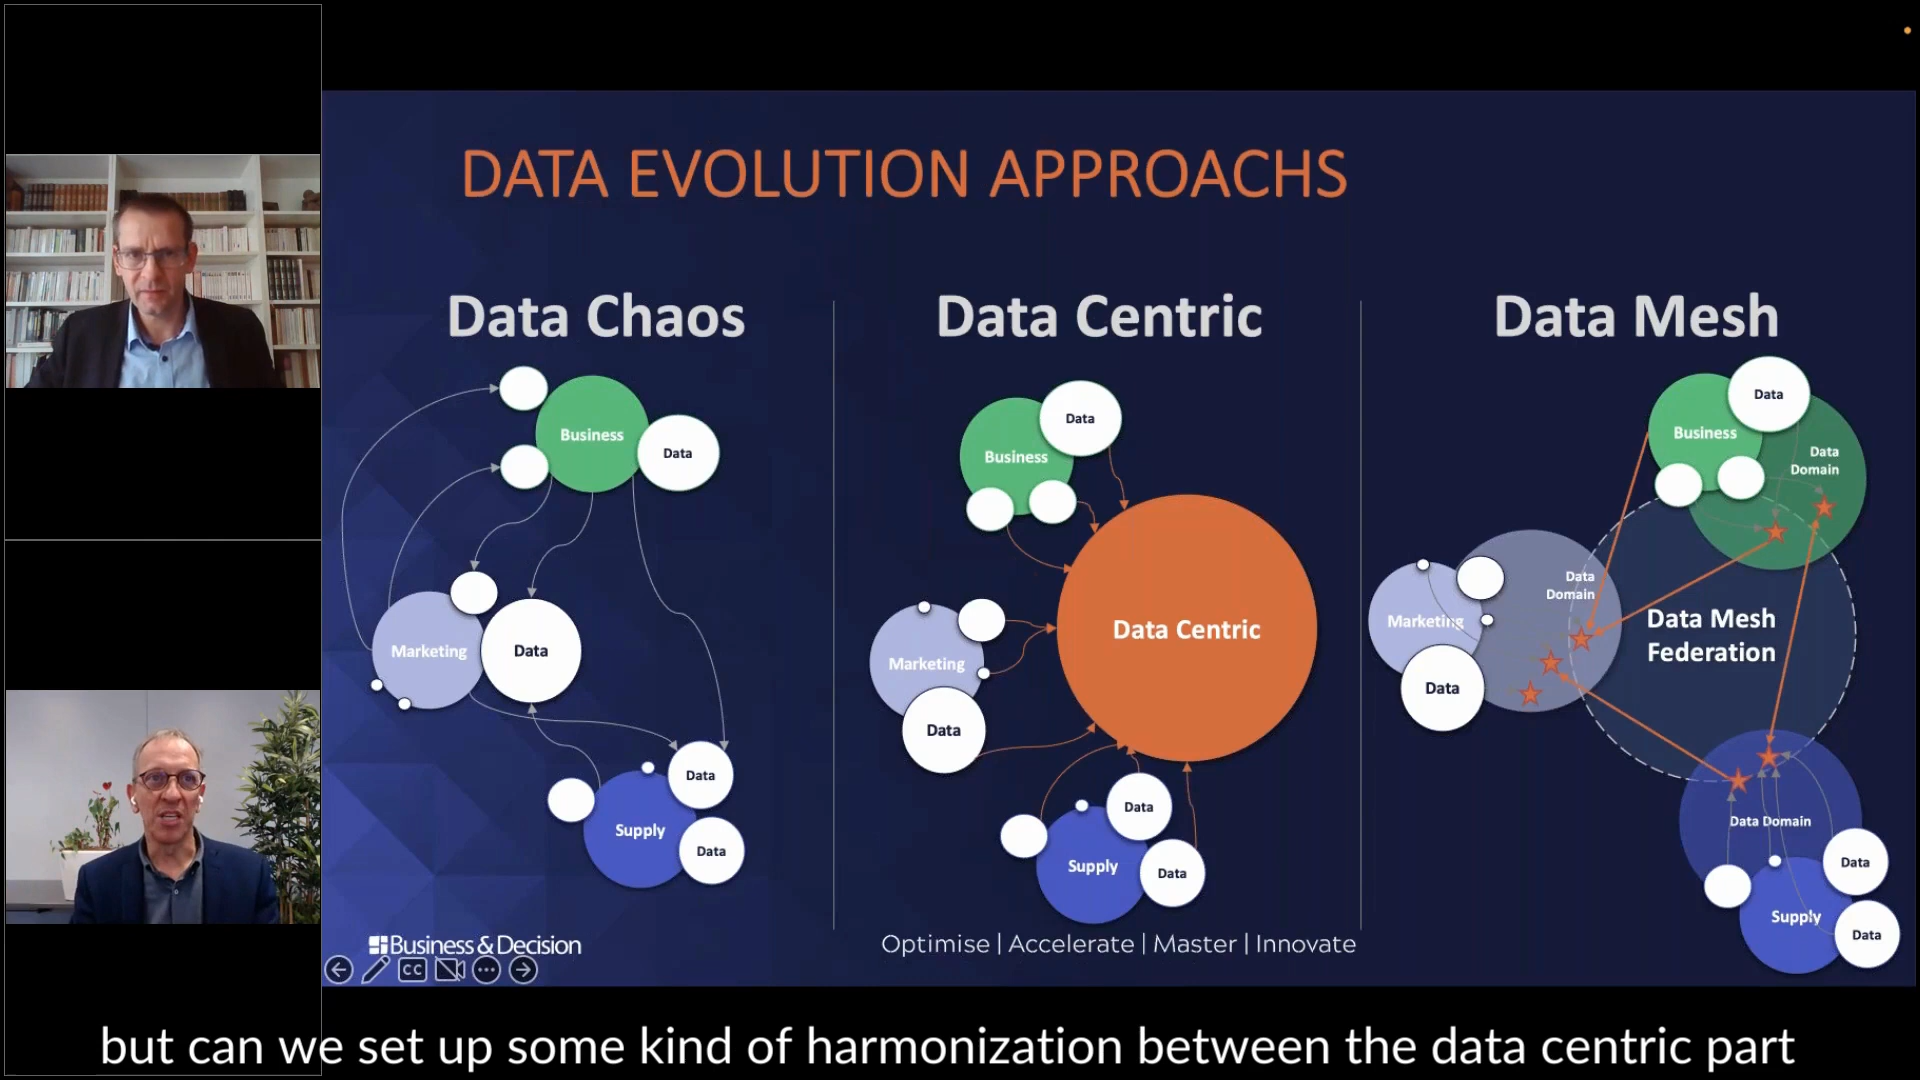 DATA EVOLUTION APPROACHS
Data Chaos
Business
Data
Marketing
Data
Data
Supply
Data
Data Centric
Data
Business
Data Centric
Marketing
Data
Data
Supply
Data
Data Mesh
Data
Business
Data
Domain
Data
Domain
Marketing
Data Mesh
Federation
Data
Data Domain
Data
Supply
Data
Business & Decision
Optimise | Accelerate | Master | Innovate
CC
but can we set up some kind of harmonization between the data centric part